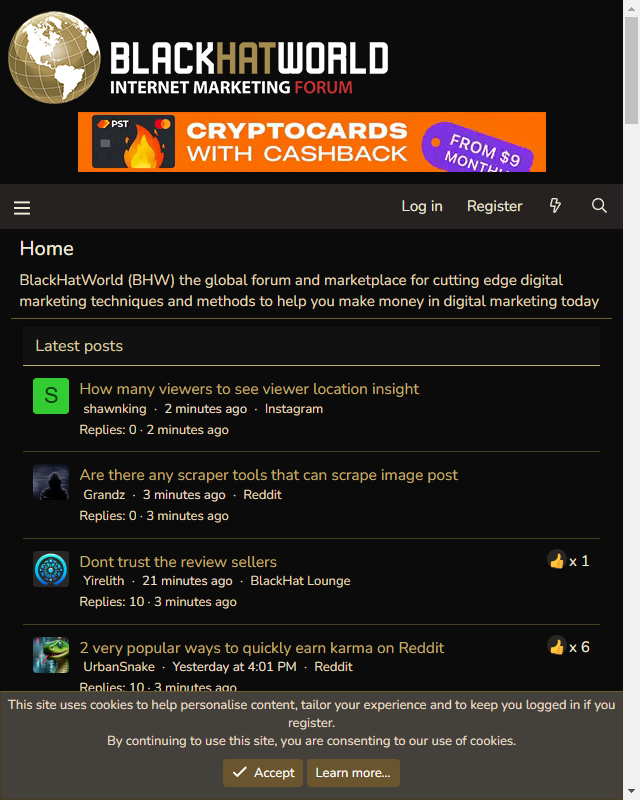 BLACKHATWORLD
INTERNET MARKETING FORUM
PST
CRYPTOCARDS
WITH CASHBACK
FROM $9
MONTHLY
Log in
Register
Home
BlackHatWorld (BHW) the global forum and marketplace for cutting edge digital
marketing techniques and methods to help you make money in digital marketing today
Latest posts
S
How many viewers to see viewer location insight
shawnking · 2 minutes ago · Instagram
Replies: 0 · 2 minutes ago
Are there any scraper tools that can scrape image post
Grandz · 3 minutes ago · Reddit
Replies: 0 · 3 minutes ago
Dont trust the review sellers
👍 x 1
Yirelith · 21 minutes ago · BlackHat Lounge
Replies: 10 · 3 minutes ago
2 very popular ways to quickly earn karma on Reddit
👍 x 6
UrbanSnake · Yesterday at 4:01 PM · Reddit
Replies: 10 · 3 minutes ago
This site uses cookies to help personalise content, tailor your experience and to keep you logged in if you
register.
By continuing to use this site, you are consenting to our use of cookies.
Accept
Learn more...